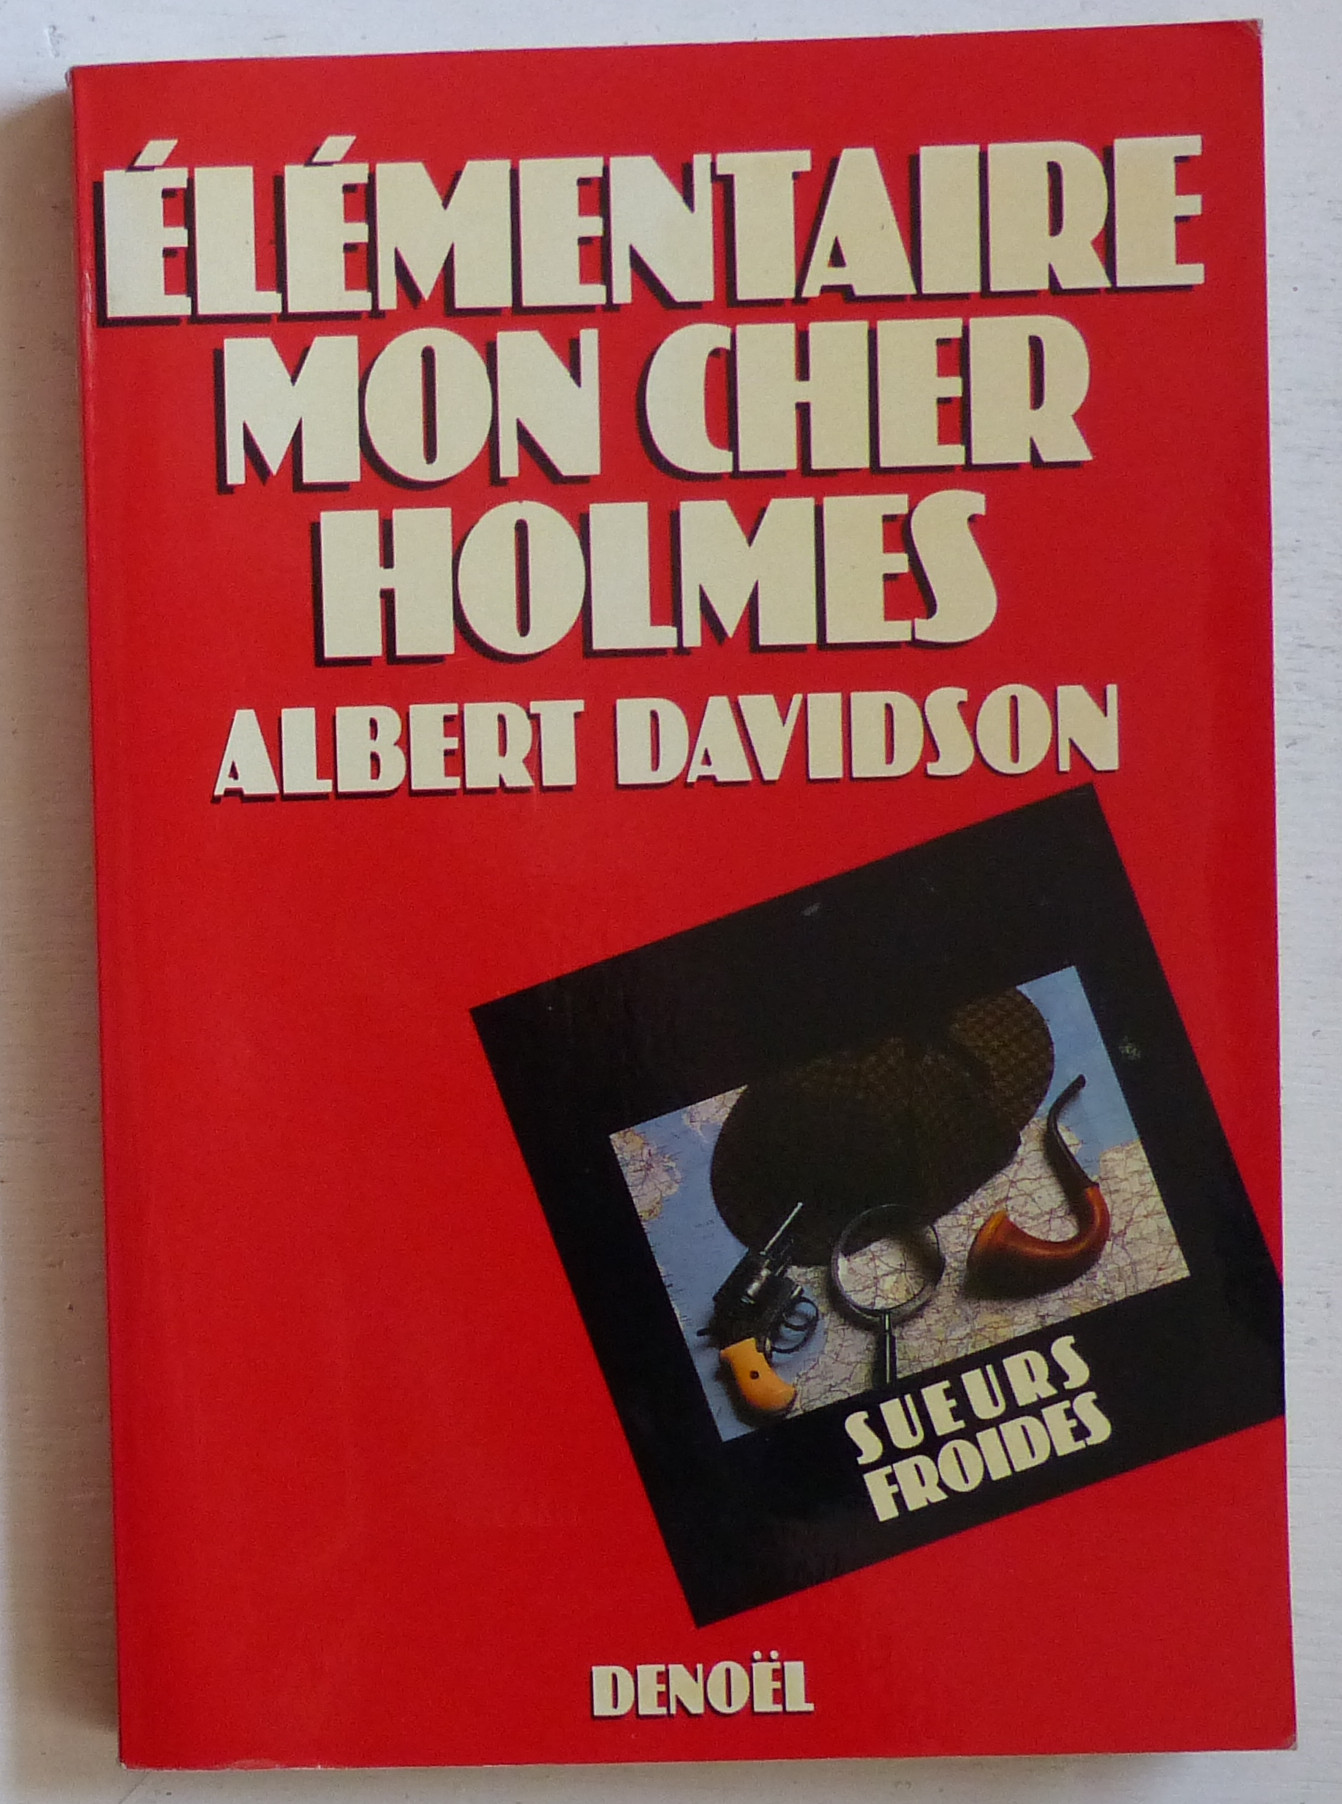 ÉLÉMENTAIRE
MON CHER
HOLMES
ALBERT DAVIDSON
SUEURS
FROIDES
DENOËL